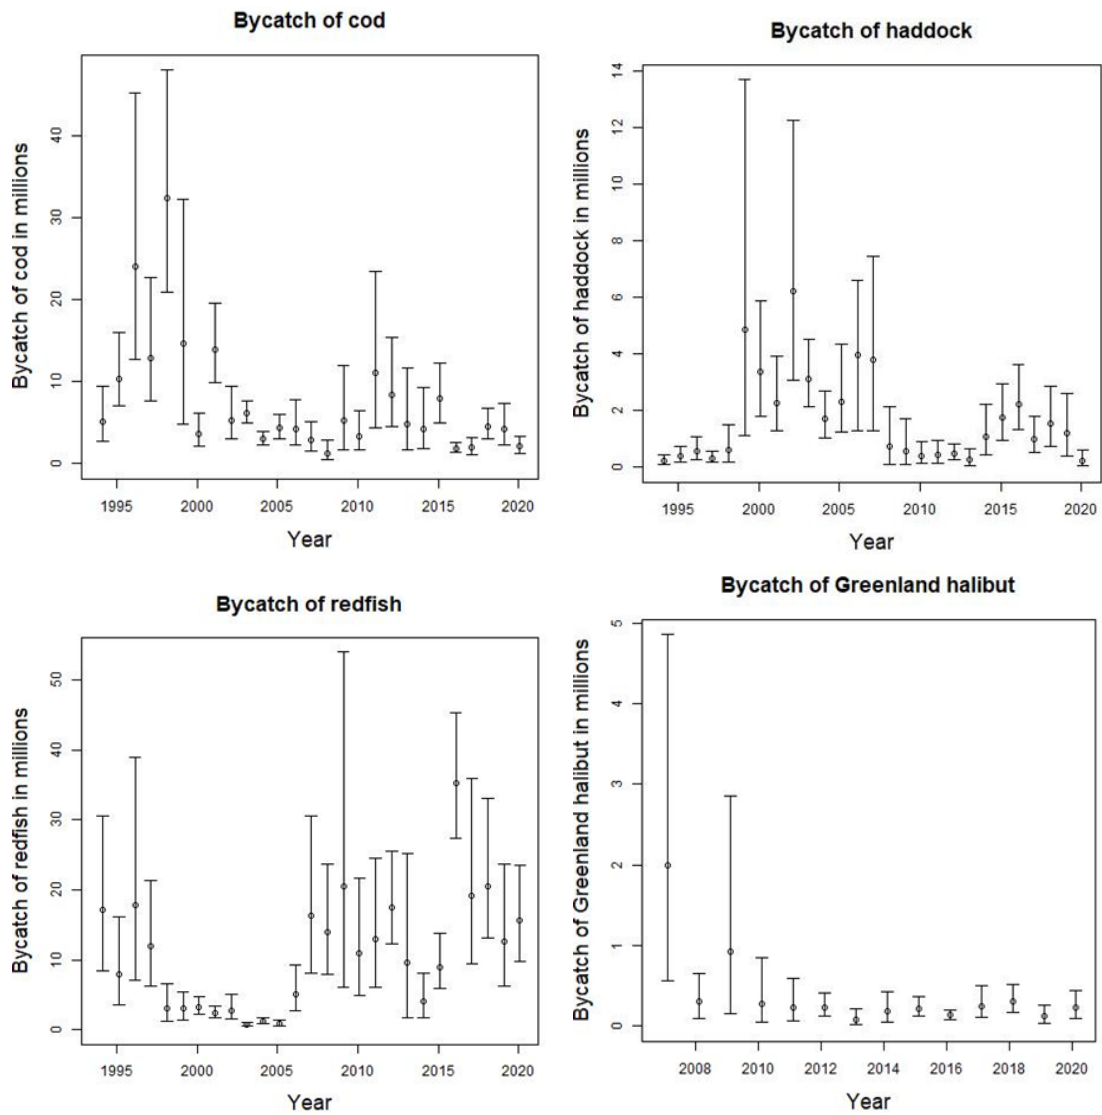 Bycatch of cod
Bycatch of cod in millions
40
30
20
10
0
1995 2000 2005 2010 2015 2020
Year
Bycatch of haddock
Bycatch of haddock in millions
14
12
10
8
6
4
2
0
1995 2000 2005 2010 2015 2020
Year
Bycatch of redfish
Bycatch of redfish in millions
50
40
30
20
10
0
1995 2000 2005 2010 2015 2020
Year
Bycatch of Greenland halibut
Bycatch of Greenland halibut in millions
5
4
3
2
1
0
2008 2010 2012 2014 2016 2018 2020
Year